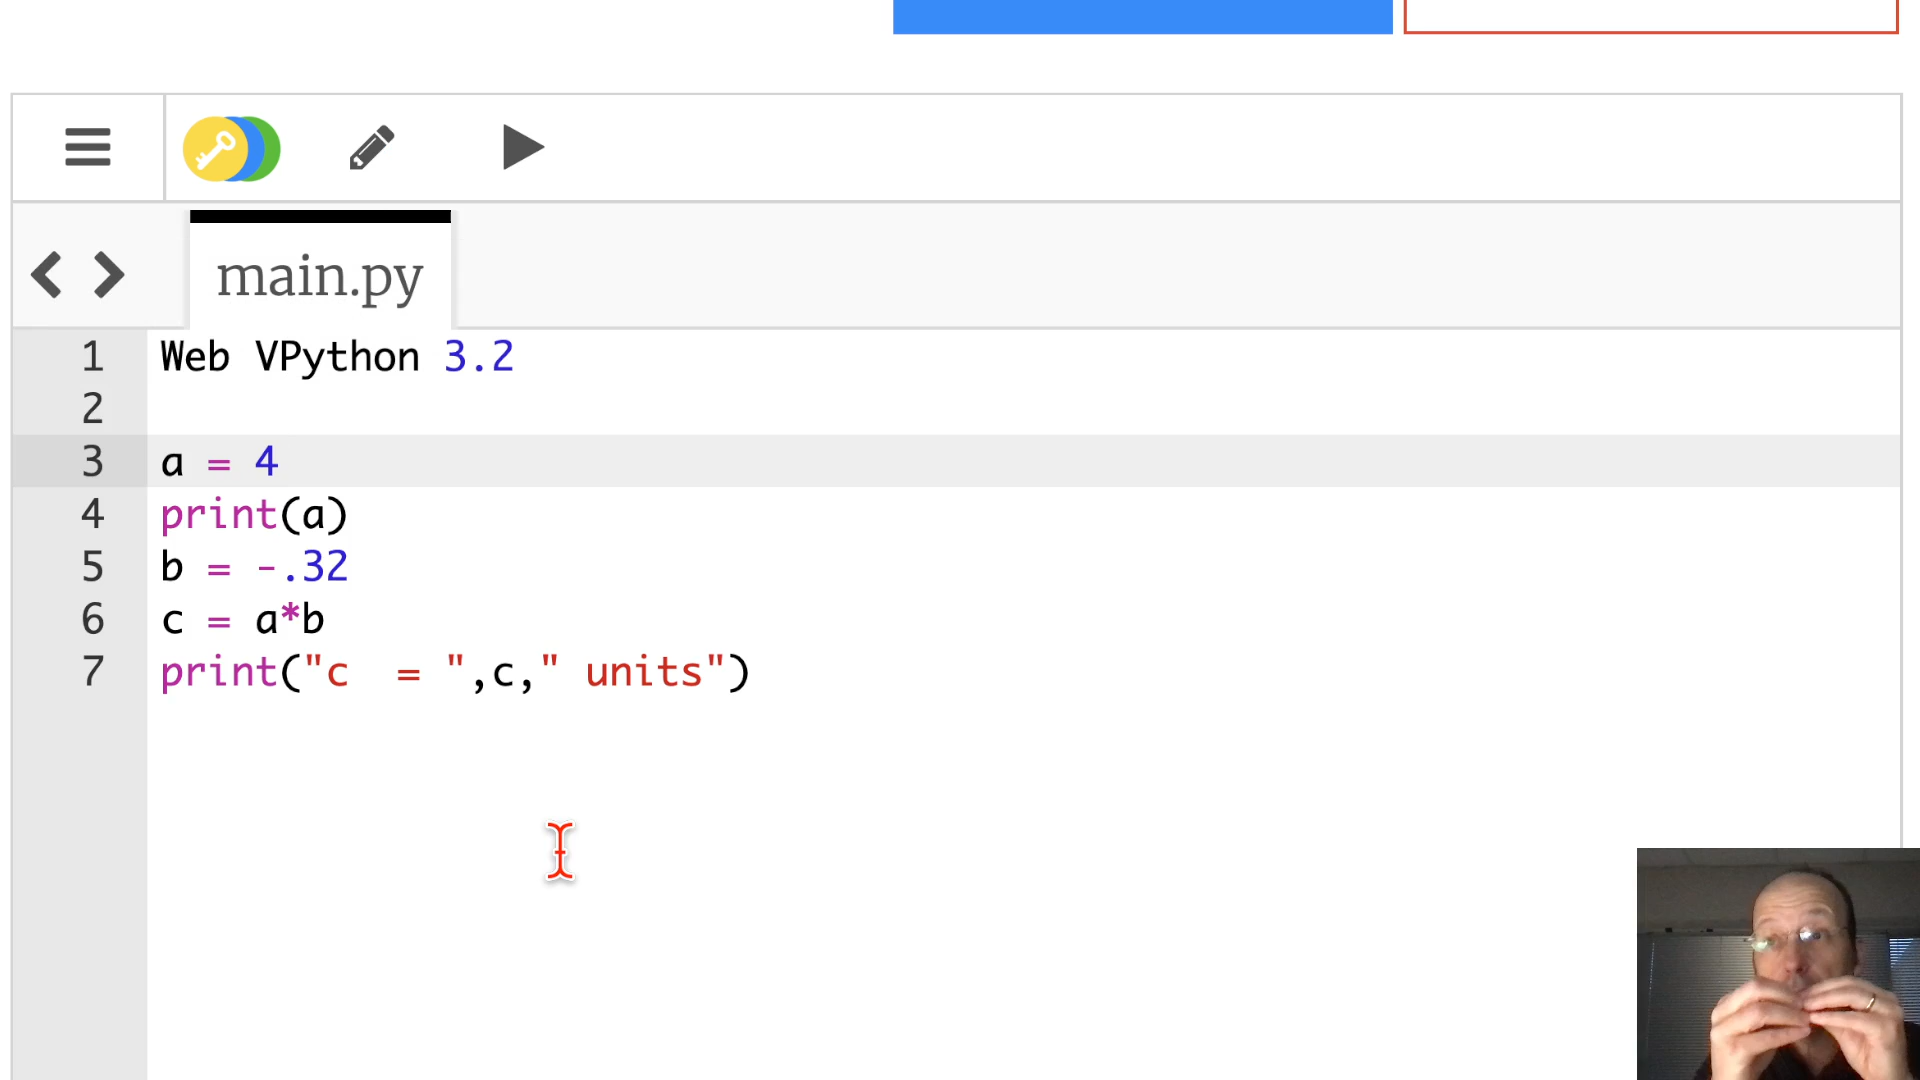 main.py
1 Web VPython 3.2
2
3 a = 4
4 print(a)
5 b = -.32
6 c = a*b
7 print("c  = ",c," units")